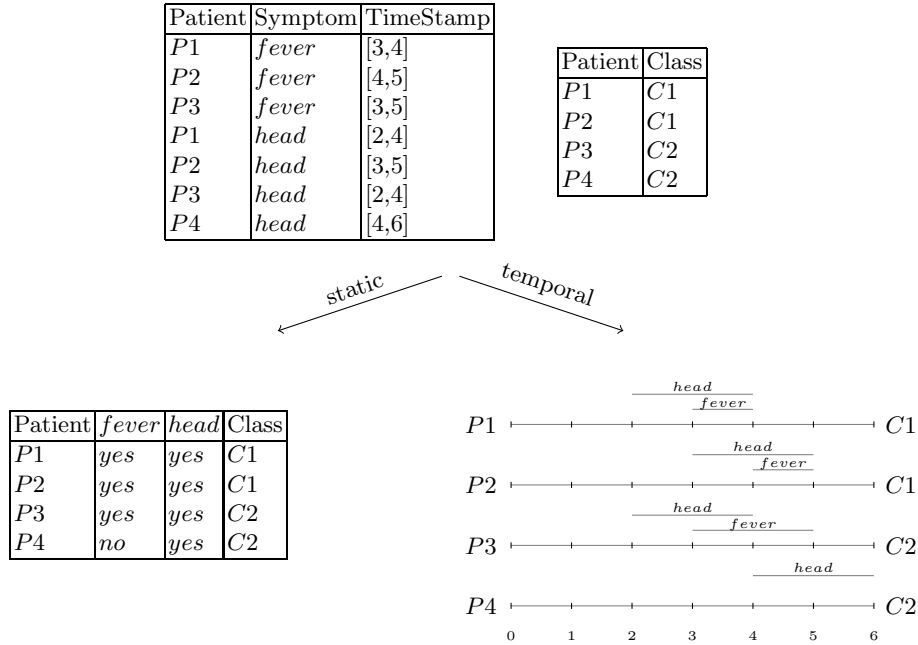 Patient Symptom TimeStamp
P1 fever [3,4]
P2 fever [4,5]
P3 fever [3,5]
P1 head [2,4]
P2 head [3,5]
P3 head [2,4]
P4 head [4,6]
Patient Class
P1 C1
P2 C1
P3 C2
P4 C2
static
temporal
Patient fever head Class
P1 yes yes C1
P2 yes yes C1
P3 yes yes C2
P4 no yes C2
head
fever
P1 C1
head
fever
P2 C1
head
fever
P3 C2
head
P4 C2
0 1 2 3 4 5 6